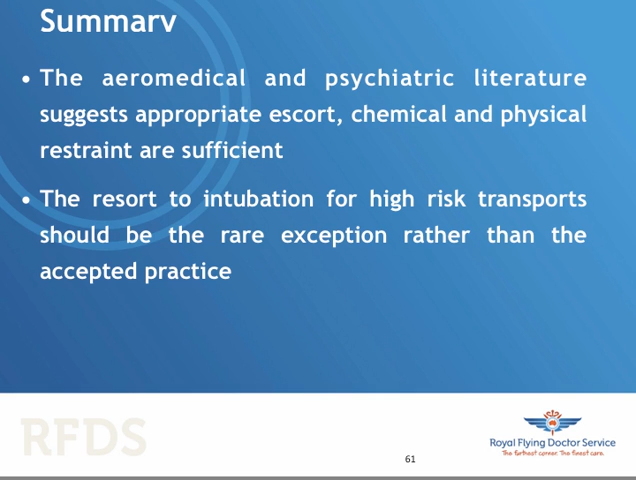 Summary
• The aeromedical and psychiatric literature
suggests appropriate escort, chemical and physical
restraint are sufficient
• The resort to intubation for high risk transports
should be the rare exception rather than the
accepted practice
RFDS
Royal Flying Doctor Service
The furthest corner. The finest care.
61